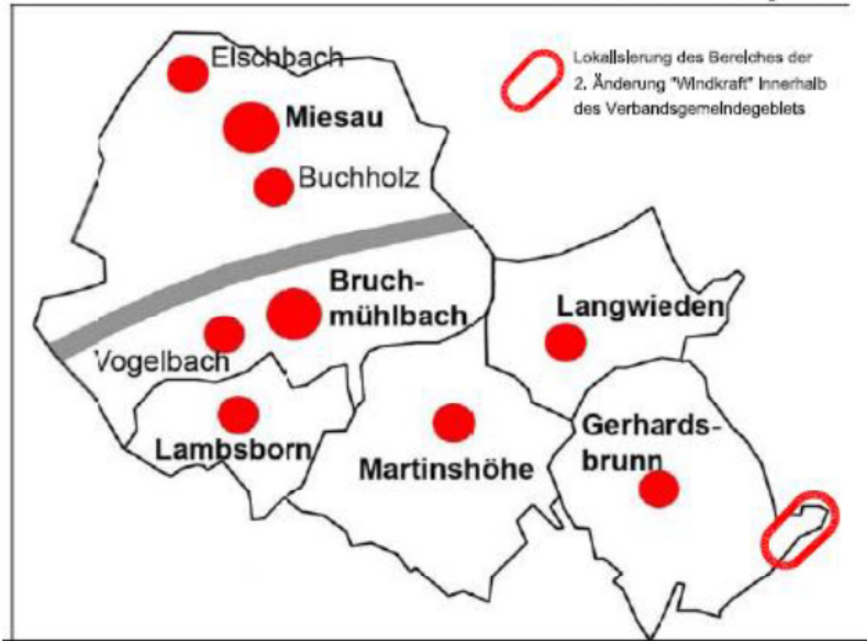 Elschbach
Miesau
Buchholz
Lokalisierung des Bereiches der
2. Änderung "Windkraft" innerhalb
des Verbandsgemeindegebiets
Bruch-
mühlbach
Vogelbach
Langwieden
Lambsborn
Martinshöhe
Gerhards-
brunn